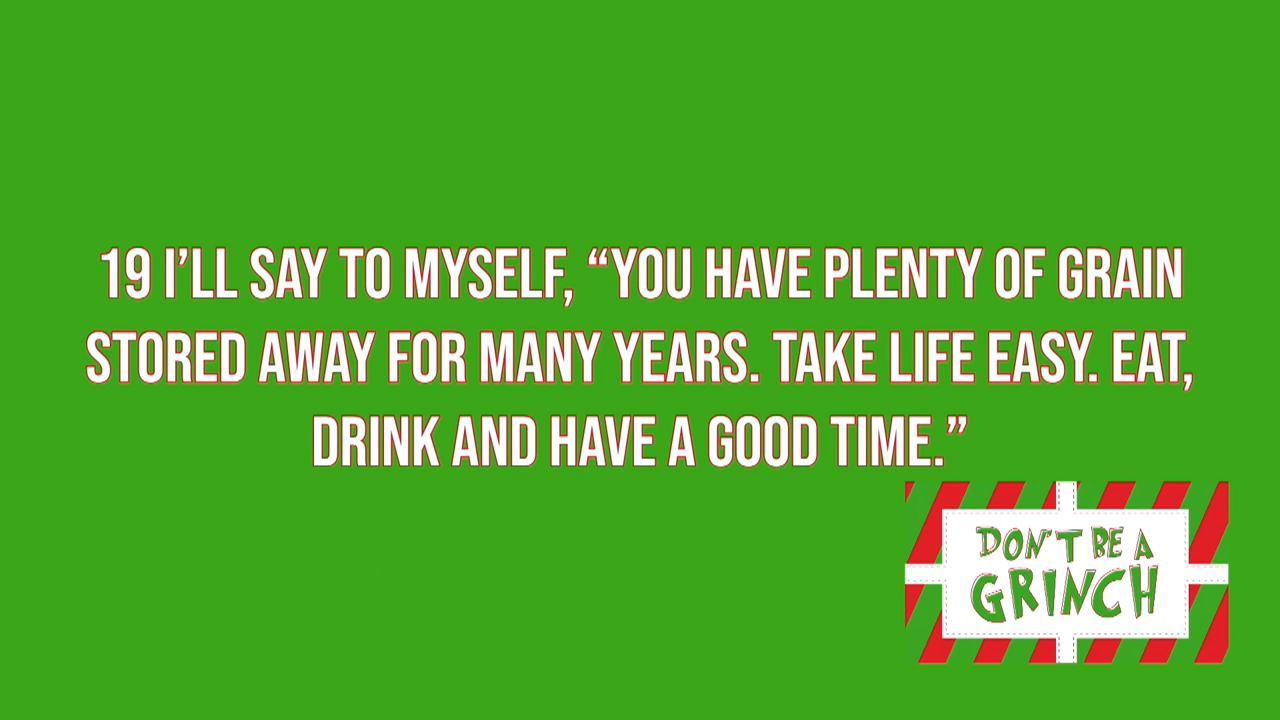 19 I’LL SAY TO MYSELF, “YOU HAVE PLENTY OF GRAIN
STORED AWAY FOR MANY YEARS. TAKE LIFE EASY. EAT,
DRINK AND HAVE A GOOD TIME.”
DON'T BE A
GRINCH